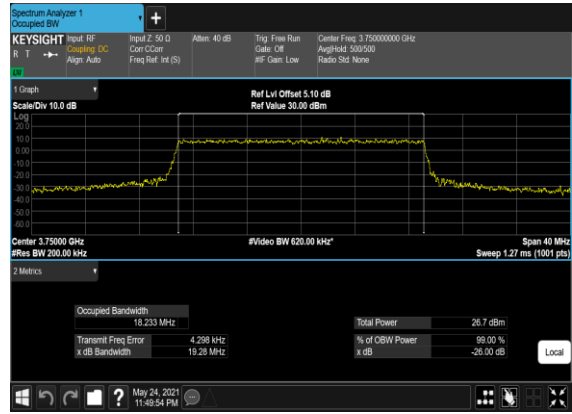 Spectrum Analyzer 1
Occupied BW
+
KEYSIGHT Input: RF Input Z: 50 Ω Atten: 40 dB Trig: Free Run Center Freq: 3.750000000 GHz
R T Coupling: DC Corr CCorr Gate: Off Avg|Hold: 500/500
Align: Auto Freq Ref: Int (S) #IF Gain: Low Radio Std: None
1 Graph
Ref Lvl Offset 5.10 dB
Scale/Div 10.0 dB Ref Value 30.00 dBm
Log
20.0
10.0
0.00
-10.0
-20.0
-30.0
-40.0
-50.0
-60.0
Center 3.75000 GHz #Video BW 620.00 kHz* Span 40 MHz
#Res BW 200.00 kHz Sweep 1.27 ms (1001 pts)
2 Metrics
Occupied Bandwidth
18.233 MHz Total Power 26.7 dBm
Transmit Freq Error 4.298 kHz % of OBW Power 99.00 %
x dB Bandwidth 19.28 MHz x dB -26.00 dB
Local
? May 24, 2021
11:49:54 PM